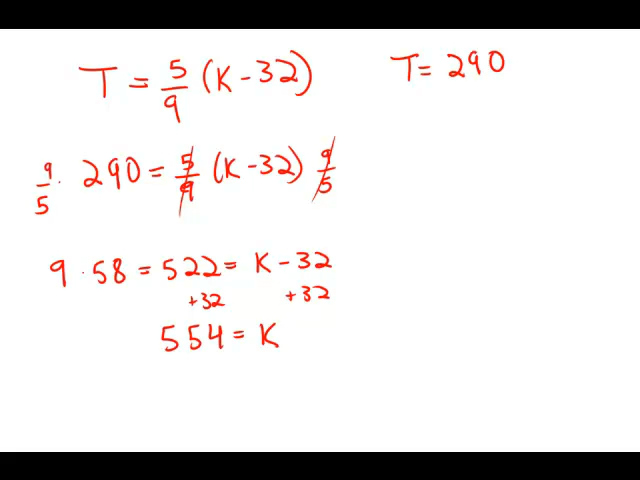 T = 5/9 (K - 32)    T = 290
9/5 · 290 = 5/9 (K - 32) 9/5
9 · 58 = 522 = K - 32
+32    +32
554 = K